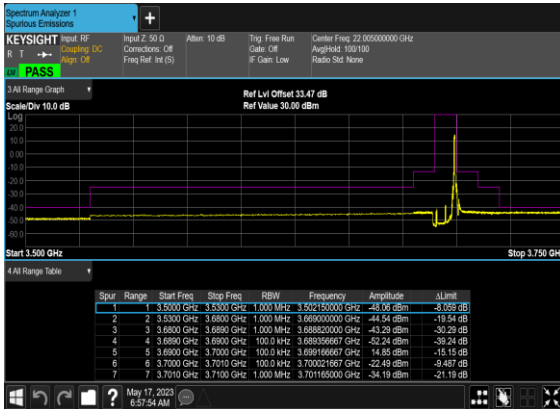 Spectrum Analyzer 1
Spurious Emissions
+
KEYSIGHT Input: RF Input Z: 50 Ω Atten: 10 dB Trig: Free Run Center Freq: 22.005000000 GHz
R T Coupling: DC Corrections: Off Gate: Off Avg|Hold: 100/100
Align: Off Freq Ref: Int (S) IF Gain: Low Radio Std: None
PASS
3 All Range Graph
Ref Lvl Offset 33.47 dB
Scale/Div 10.0 dB Ref Value 30.00 dBm
Log
20.0
10.0
0.00
-10.0
-20.0
-30.0
-40.0
-50.0
-60.0
Start 3.500 GHz Stop 3.750 GH
4 All Range Table
Spur Range Start Freq Stop Freq RBW Frequency Amplitude ΔLimit
1 1 3.5000 GHz 3.5300 GHz 1.000 MHz 3.502150000 GHz -48.06 dBm -8.059 dB
2 2 3.5300 GHz 3.6800 GHz 1.000 MHz 3.669000000 GHz -44.54 dBm -19.54 dB
3 3 3.6800 GHz 3.6890 GHz 1.000 MHz 3.688820000 GHz -43.29 dBm -30.29 dB
4 4 3.6890 GHz 3.6900 GHz 100.0 kHz 3.689356667 GHz -52.24 dBm -39.24 dB
5 5 3.6900 GHz 3.7000 GHz 100.0 kHz 3.699166667 GHz 14.85 dBm -15.15 dB
6 6 3.7000 GHz 3.7010 GHz 100.0 kHz 3.700021667 GHz -22.49 dBm -9.487 dB
7 7 3.7010 GHz 3.7100 GHz 1.000 MHz 3.701165000 GHz -34.19 dBm -21.19 dB
? May 17, 2023
6:57:54 AM